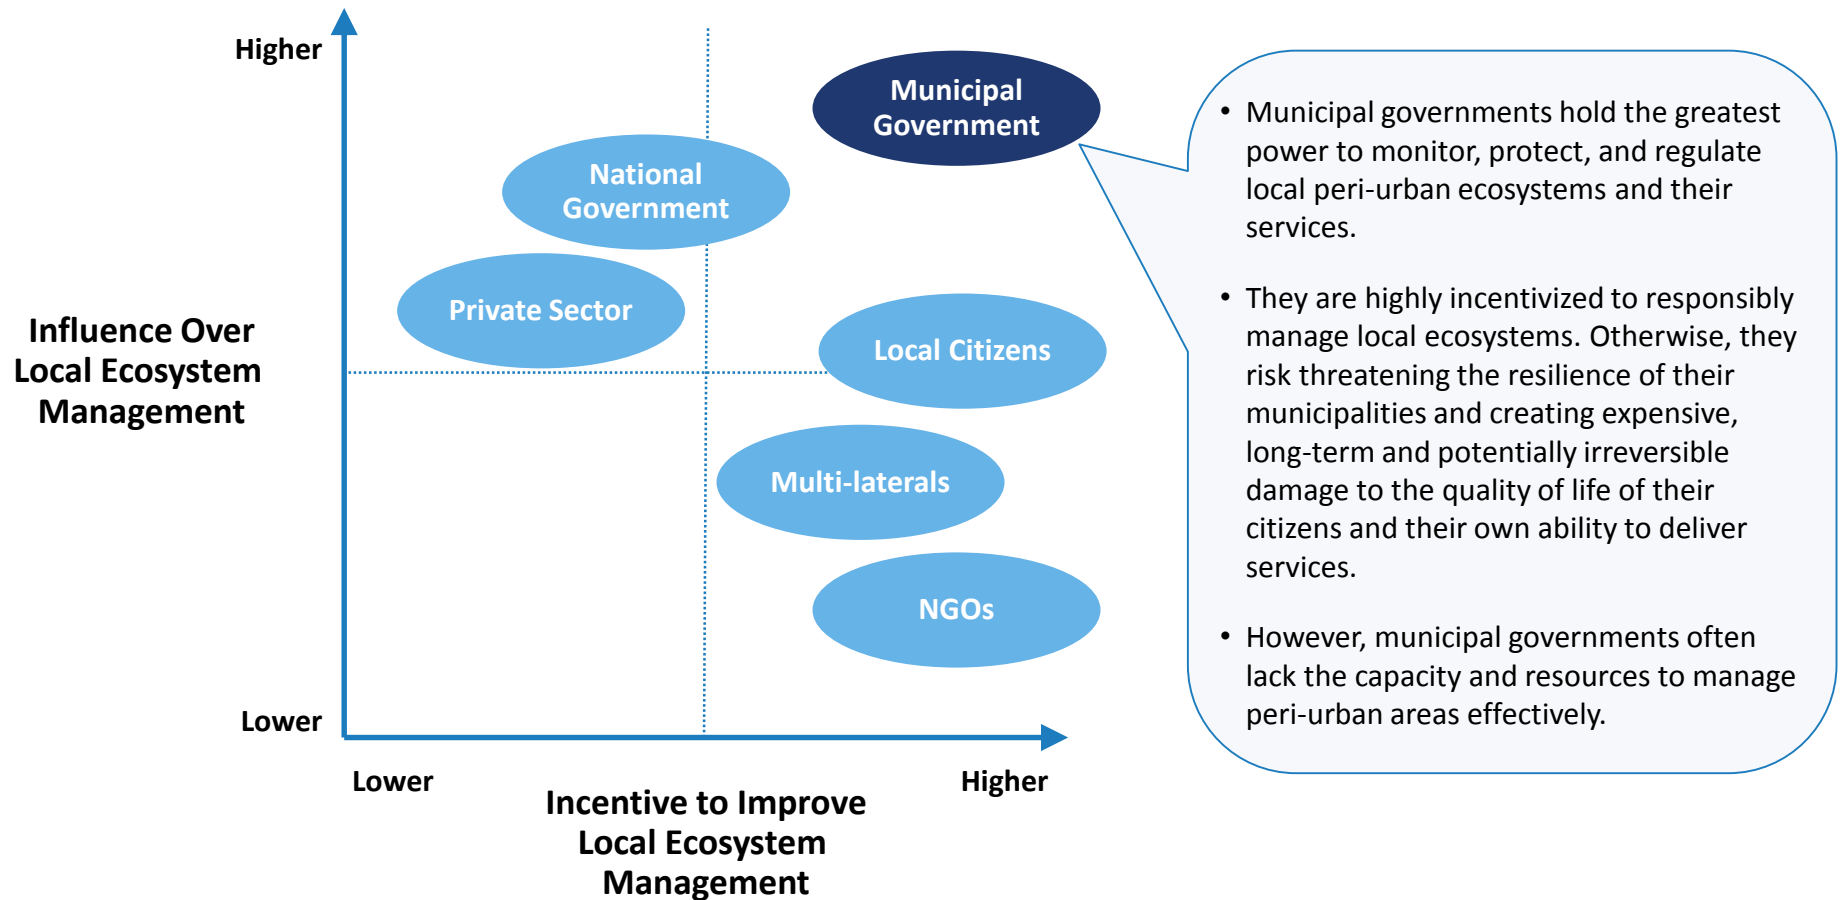 Higher
Municipal
Government
National
Government
Private Sector
Local Citizens
Influence Over
Local Ecosystem
Management
Multi-laterals
NGOs
Lower
Lower
Higher
Incentive to Improve
Local Ecosystem
Management
• Municipal governments hold the greatest
power to monitor, protect, and regulate
local peri-urban ecosystems and their
services.
• They are highly incentivized to responsibly
manage local ecosystems. Otherwise, they
risk threatening the resilience of their
municipalities and creating expensive,
long-term and potentially irreversible
damage to the quality of life of their
citizens and their own ability to deliver
services.
• However, municipal governments often
lack the capacity and resources to manage
peri-urban areas effectively.